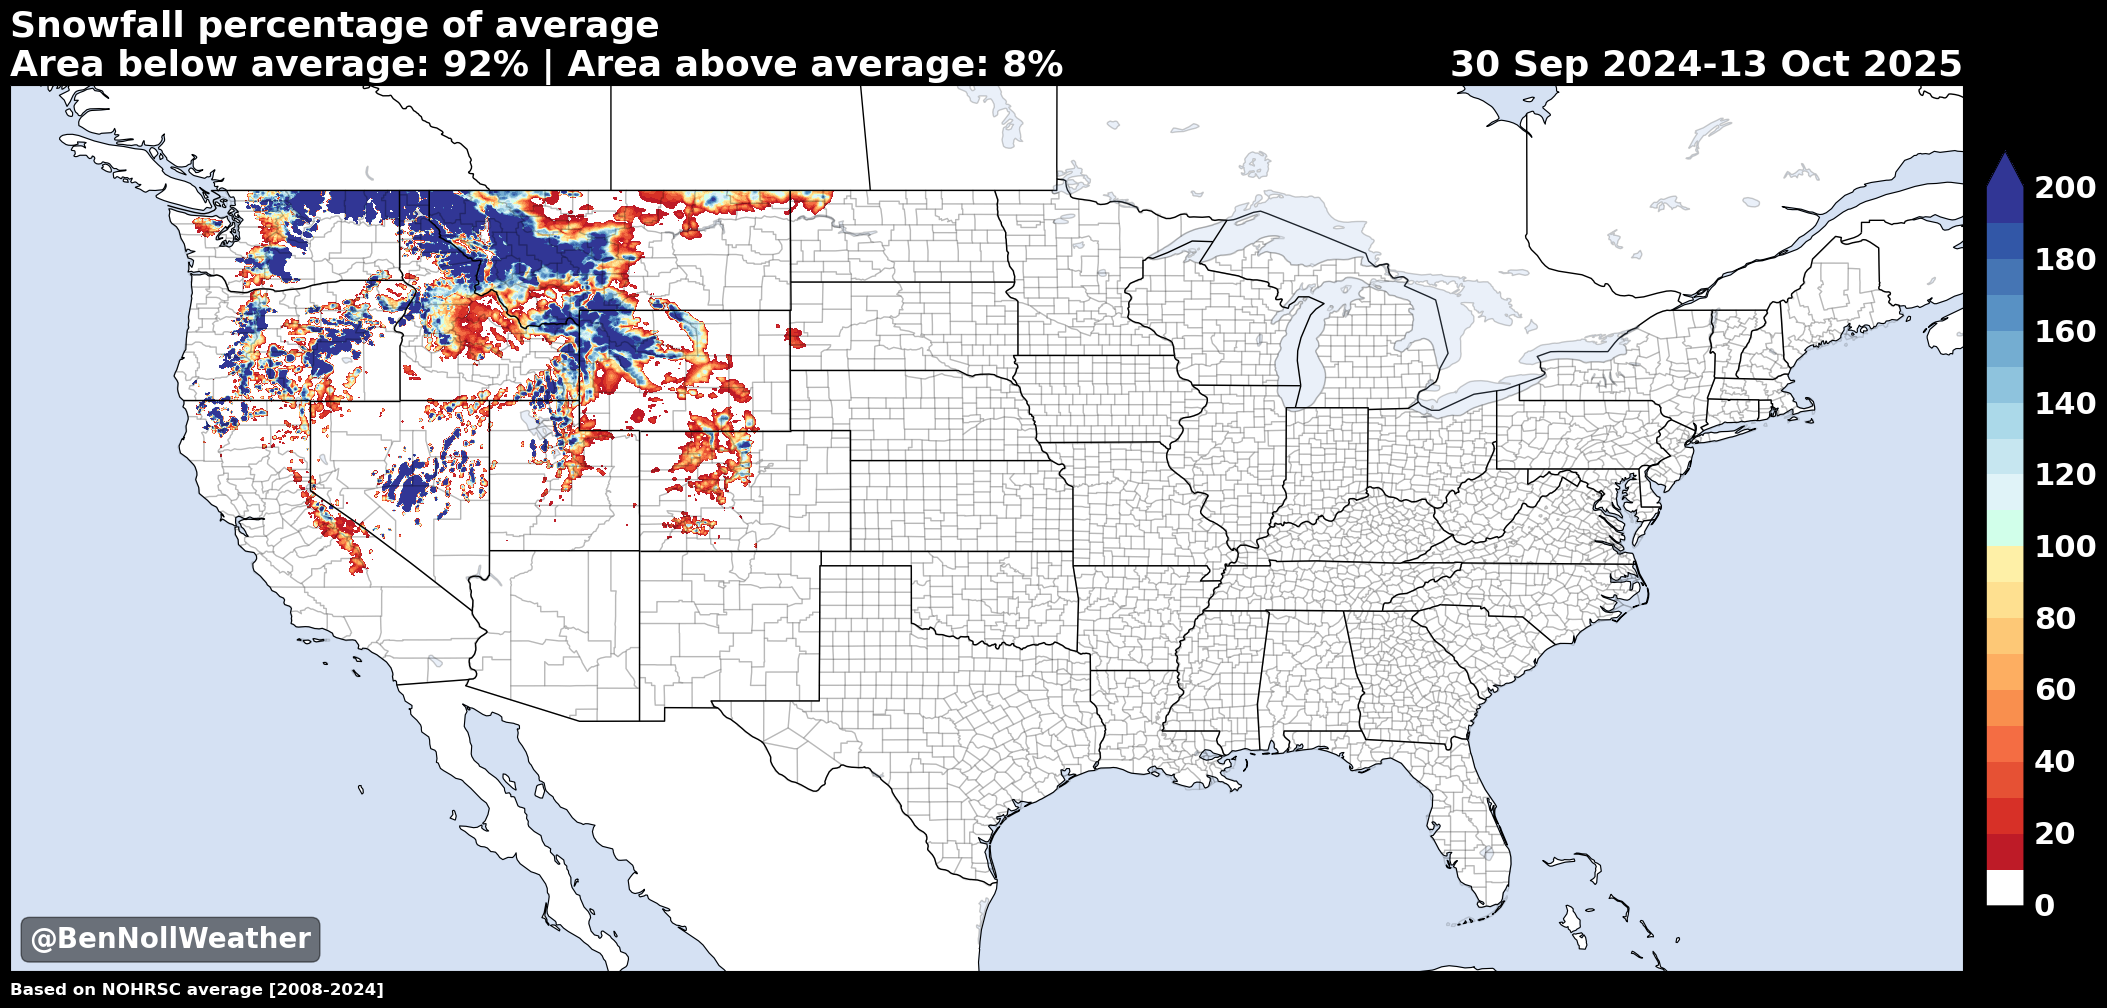 Snowfall percentage of average
Area below average: 92% | Area above average: 8%
30 Sep 2024-13 Oct 2025
200
180
160
140
120
100
80
60
40
20
0
@BenNollWeather
Based on NOHRSC average [2008-2024]